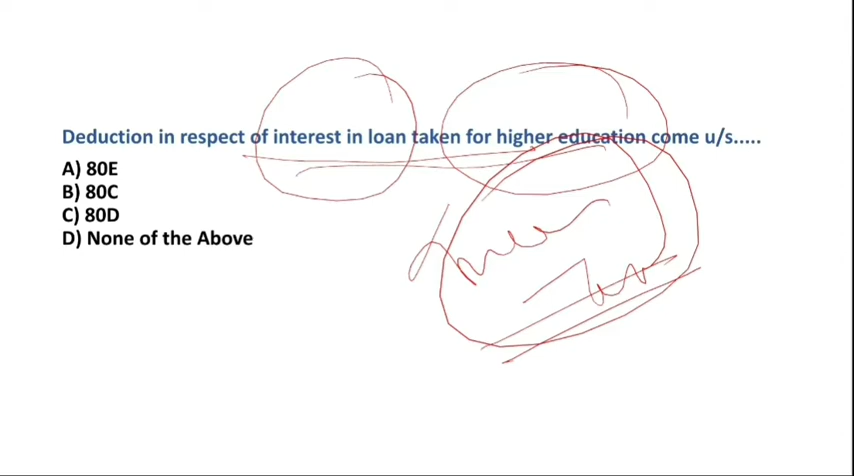 Deduction in respect of interest in loan taken for higher education come u/s.....
A) 80E
B) 80C
C) 80D
D) None of the Above